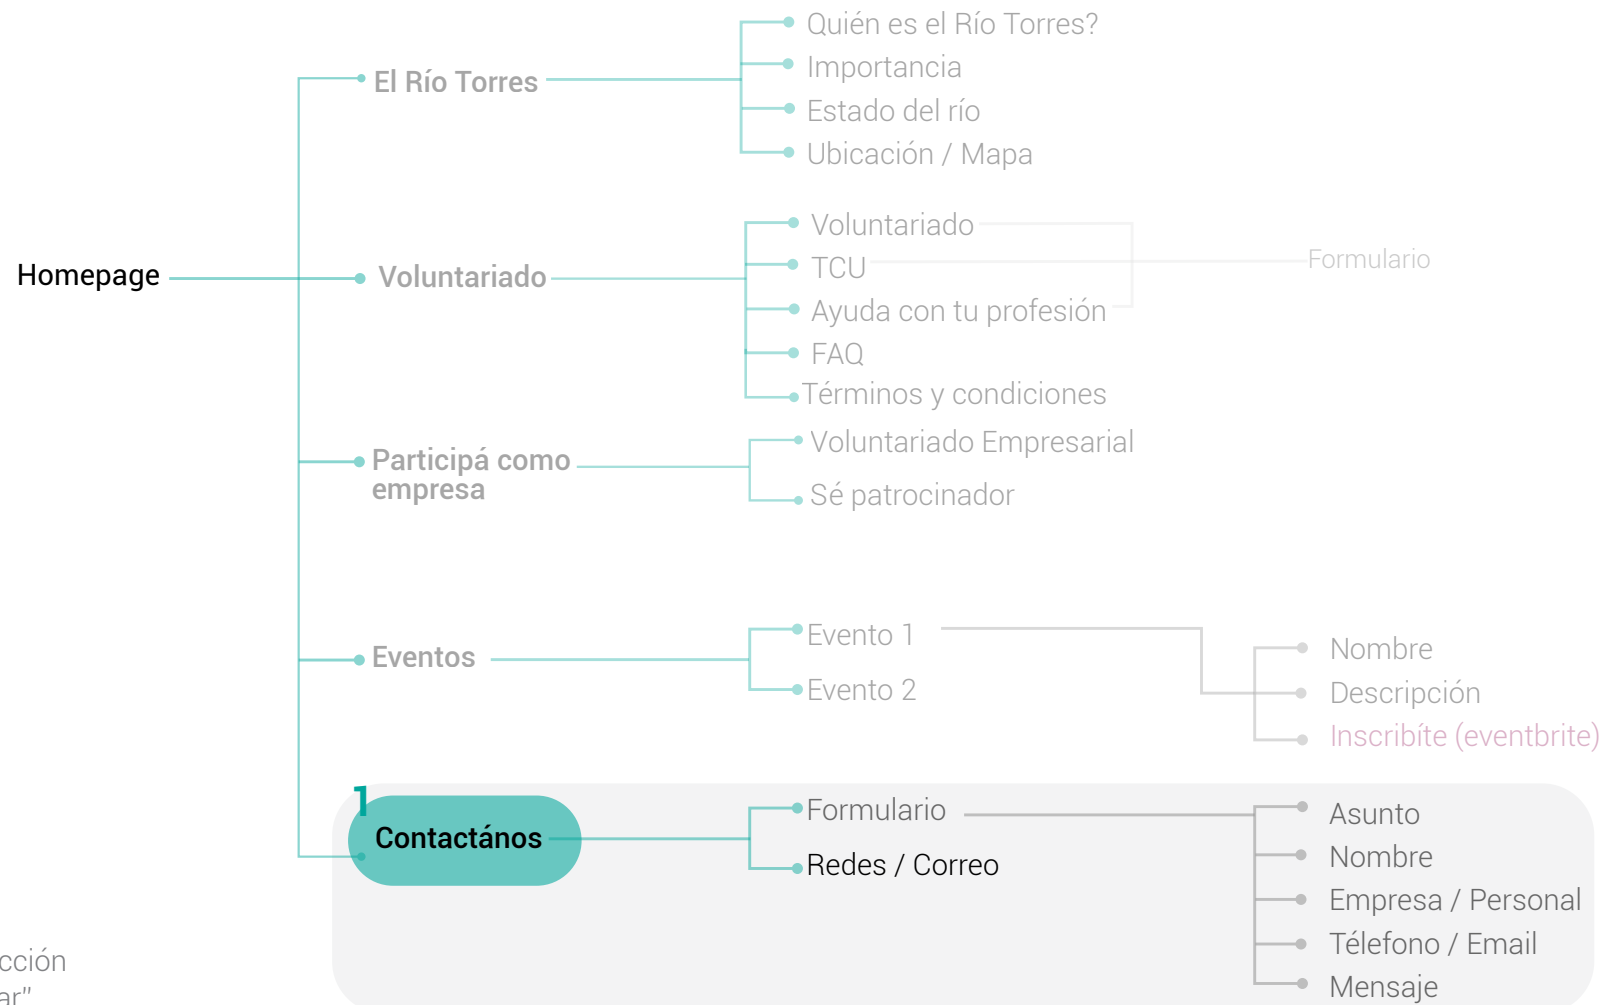 Homepage
El Río Torres
Quién es el Río Torres?
Importancia
Estado del río
Ubicación / Mapa
Voluntariado
Voluntariado
TCU
Ayuda con tu profesión
FAQ
Términos y condiciones
Formulario
Participá como
empresa
Voluntariado Empresarial
Sé patrocinador
Eventos
Evento 1
Evento 2
Nombre
Descripción
Inscribíte (eventbrite)
1
Contactános
Formulario
Redes / Correo
Asunto
Nombre
Empresa / Personal
Télefono / Email
Mensaje